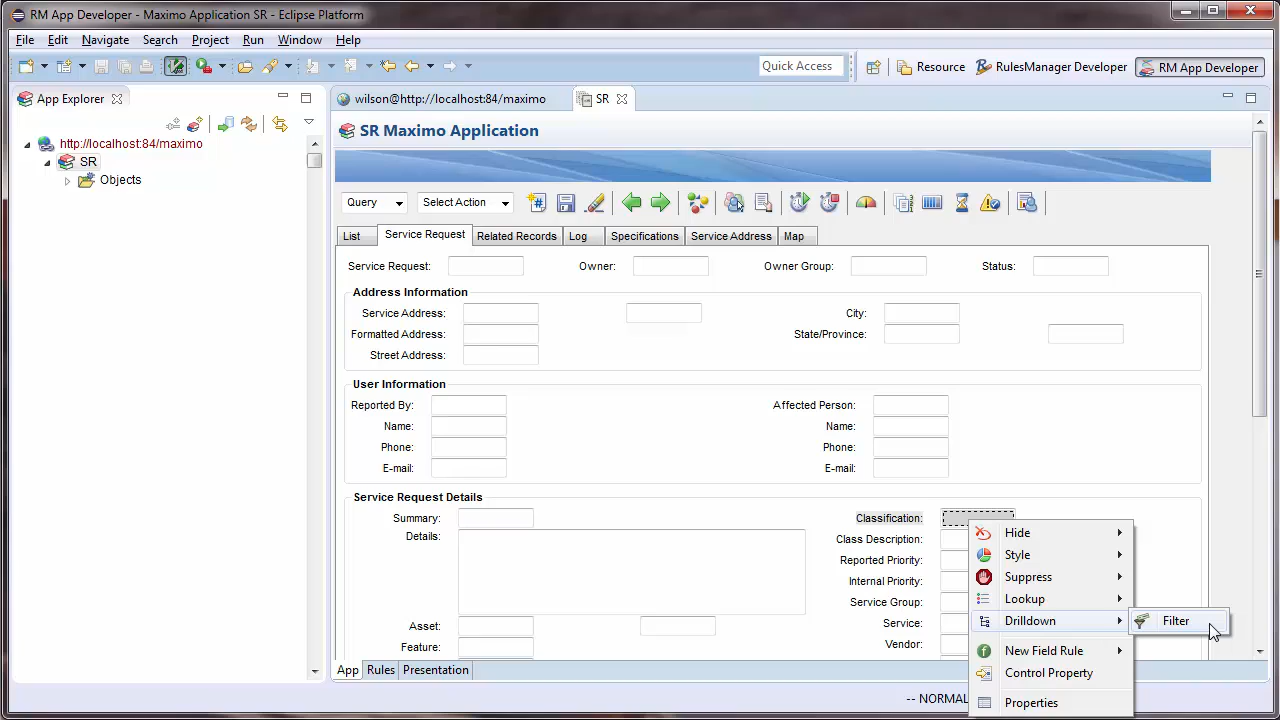 RM App Developer - Maximo Application SR - Eclipse Platform
File Edit Navigate Search Project Run Window Help
Quick Access Resource RulesManager Developer RM App Developer
App Explorer
http://localhost:84/maximo
SR
Objects
wilson@http://localhost:84/maximo SR
SR Maximo Application
Query Select Action
List Service Request Related Records Log Specifications Service Address Map
Service Request: Owner: Owner Group: Status:
Address Information
Service Address: City:
Formatted Address: State/Province:
Street Address:
User Information
Reported By: Affected Person:
Name: Name:
Phone: Phone:
E-mail: E-mail:
Service Request Details
Summary: Classification:
Details: Class Description:
Reported Priority:
Internal Priority:
Service Group:
Asset: Service:
Feature: Vendor:
Hide
Style
Suppress
Lookup
Drilldown
Filter
New Field Rule
Control Property
Properties
App Rules Presentation
-- NORMAL